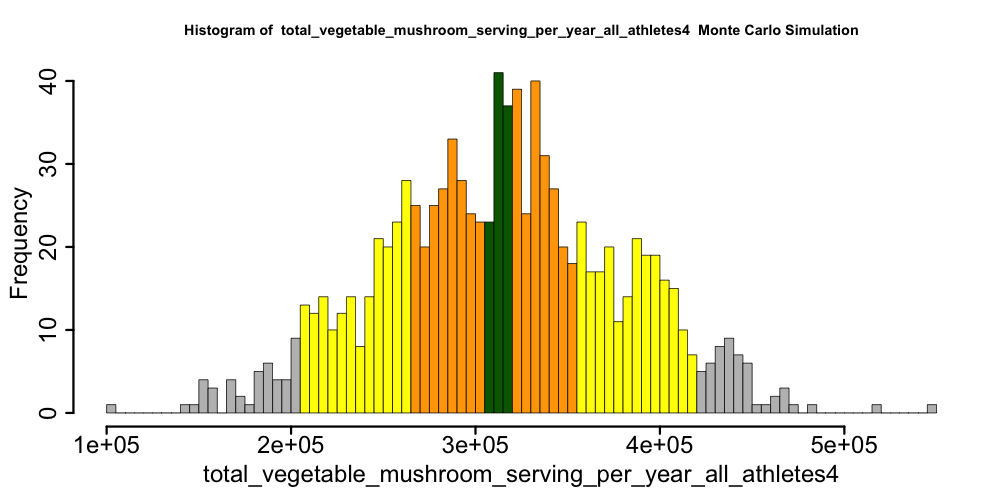 Histogram of  total_vegetable_mushroom_serving_per_year_all_athletes4  Monte Carlo Simulation
Frequency
40
30
20
10
0
1e+05 2e+05 3e+05 4e+05 5e+05
total_vegetable_mushroom_serving_per_year_all_athletes4